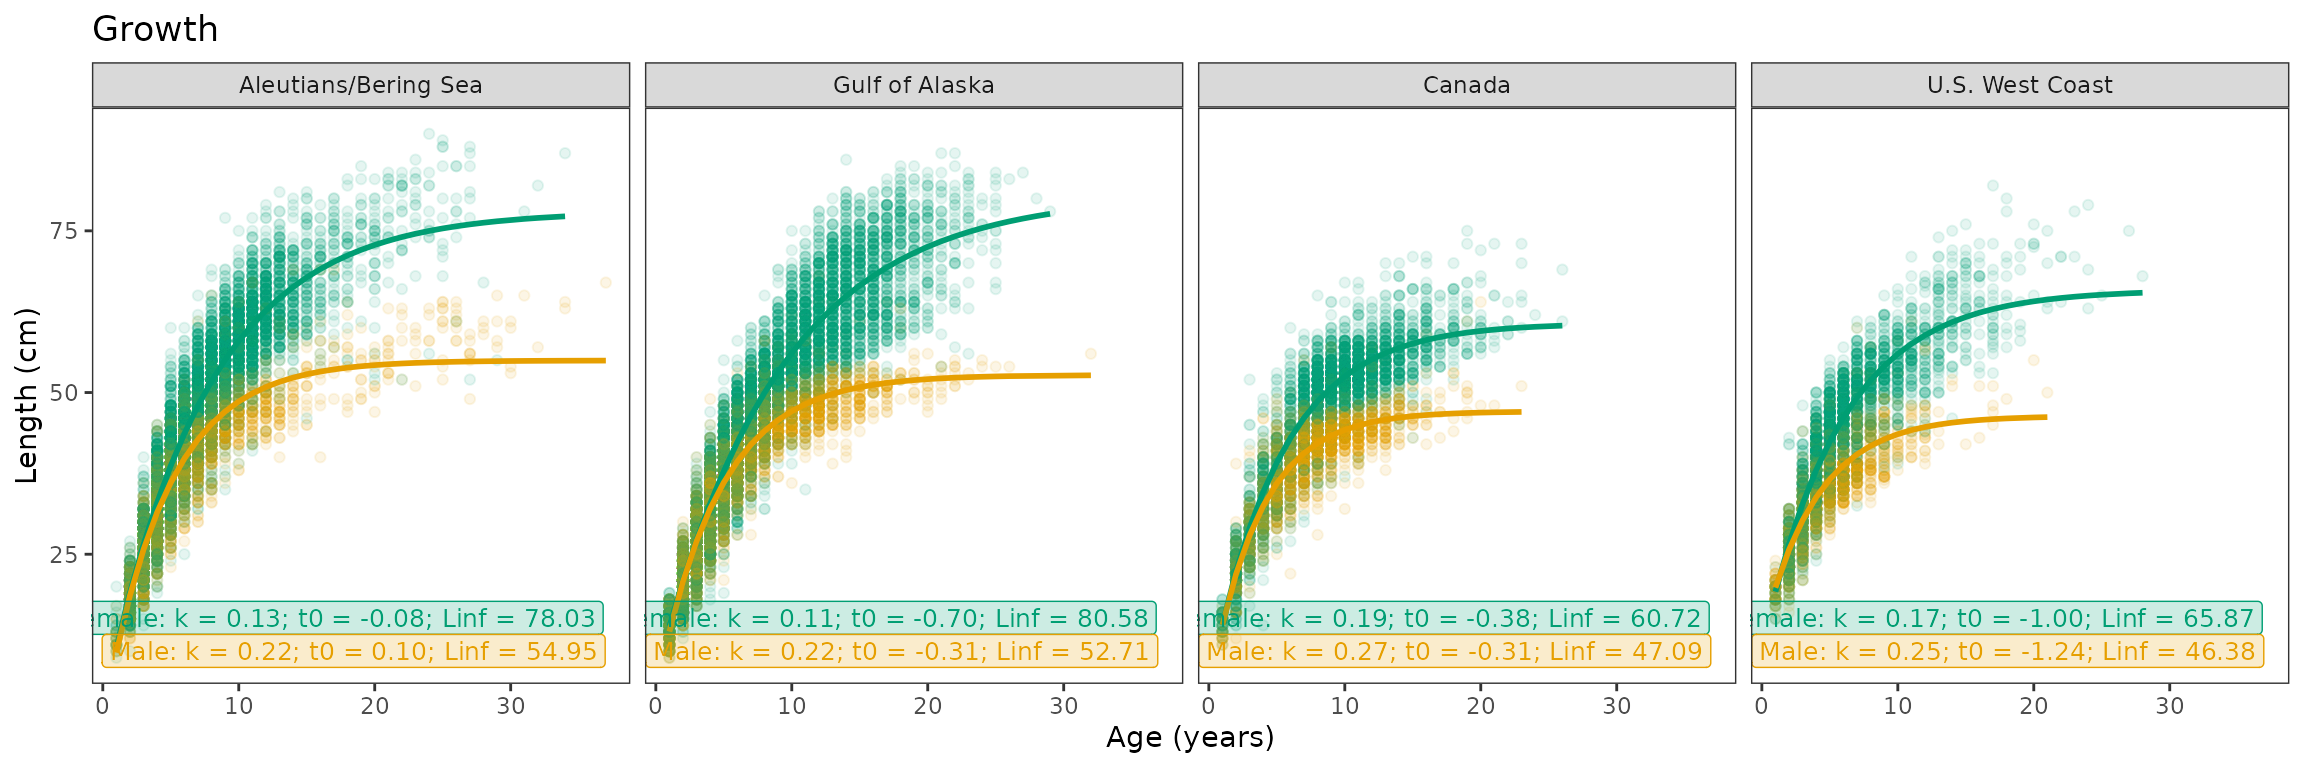 Growth
Aleutians/Bering Sea
Gulf of Alaska
Canada
U.S. West Coast
Length (cm)
75
50
25
emale: k = 0.13; t0 = -0.08; Linf = 78.03
Male: k = 0.22; t0 = 0.10; Linf = 54.95
emale: k = 0.11; t0 = -0.70; Linf = 80.58
Male: k = 0.22; t0 = -0.31; Linf = 52.71
emale: k = 0.19; t0 = -0.38; Linf = 60.72
Male: k = 0.27; t0 = -0.31; Linf = 47.09
emale: k = 0.17; t0 = -1.00; Linf = 65.87
Male: k = 0.25; t0 = -1.24; Linf = 46.38
0 10 20 30
0 10 20 30
0 10 20 30
0 10 20 30
Age (years)